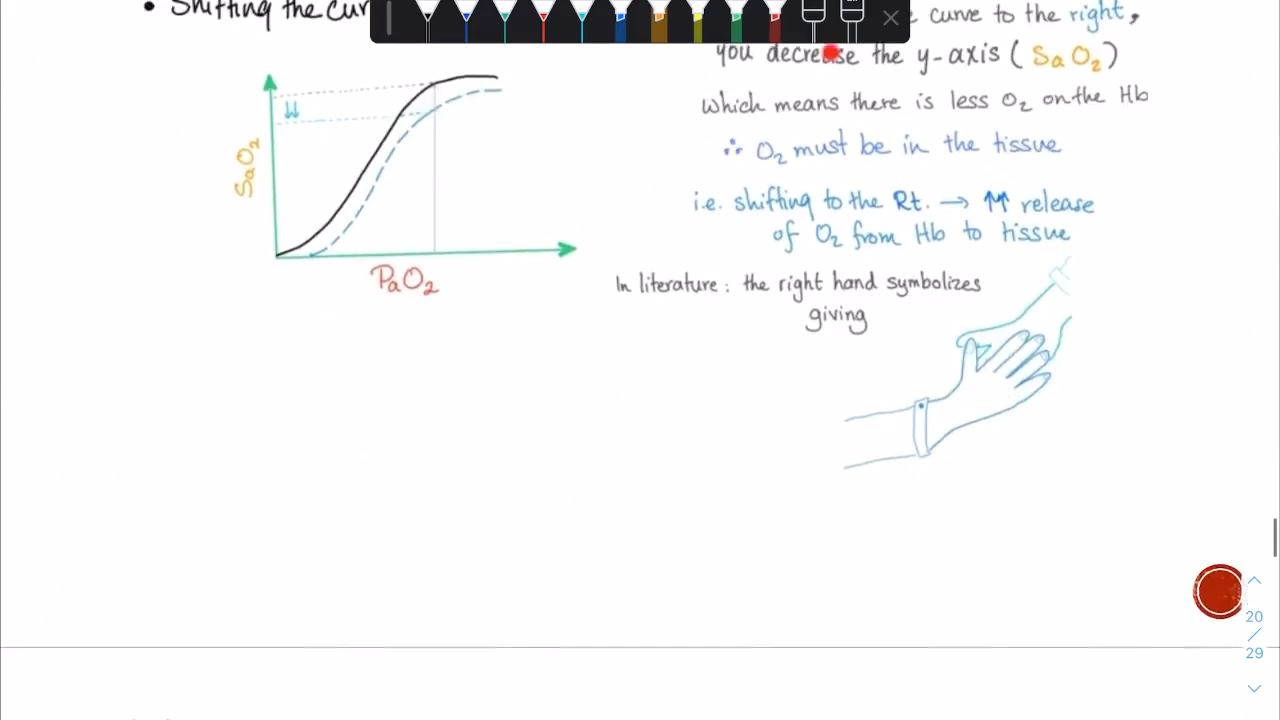 • Shifting the Cur
curve to the right,
you decrease the y-axis (SaO₂)
which means there is less O₂ on the Hb
∴ O₂ must be in the tissue
i.e. shifting to the Rt. → ↑↑ release
of O₂ from Hb to tissue
In literature: the right hand symbolizes
giving
SaO₂
↓↓
PaO₂
20
/
29